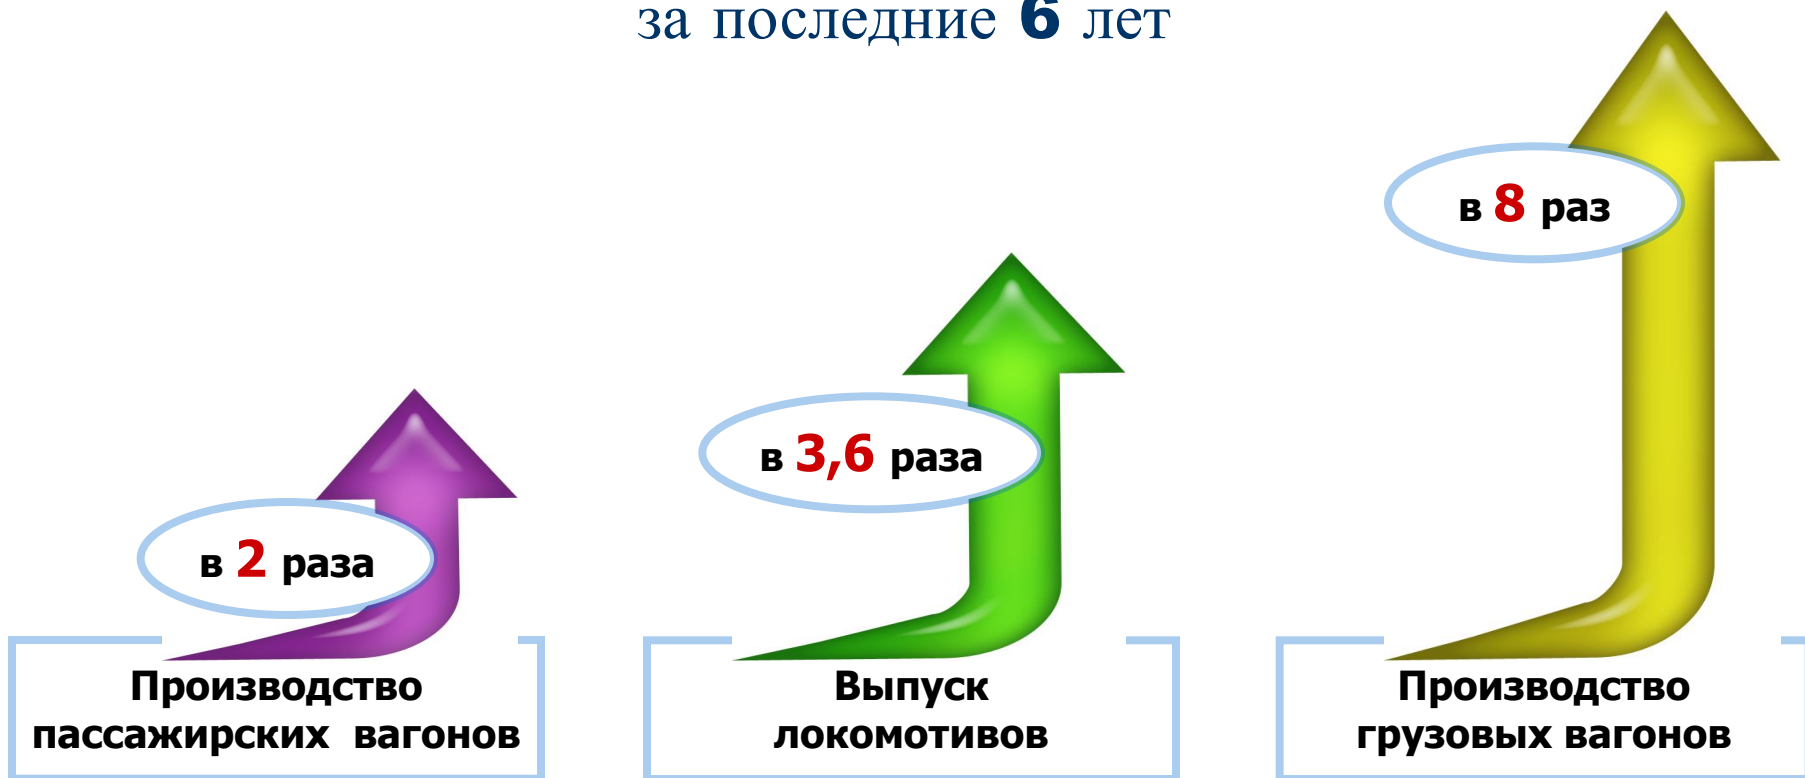 за последние 6 лет
в 8 раз
в 3,6 раза
в 2 раза
Производство
пассажирских вагонов
Выпуск
локомотивов
Производство
грузовых вагонов